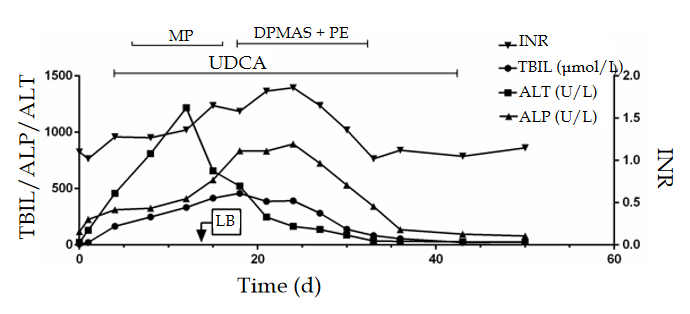 MP
DPMAS + PE
UDCA
INR
TBIL (µmol/L)
ALT (U/L)
ALP (U/L)
TBIL/ALP/ALT
1500
1000
500
0
2.0
1.5
1.0
0.5
0.0
INR
LB
0
20
40
60
Time (d)